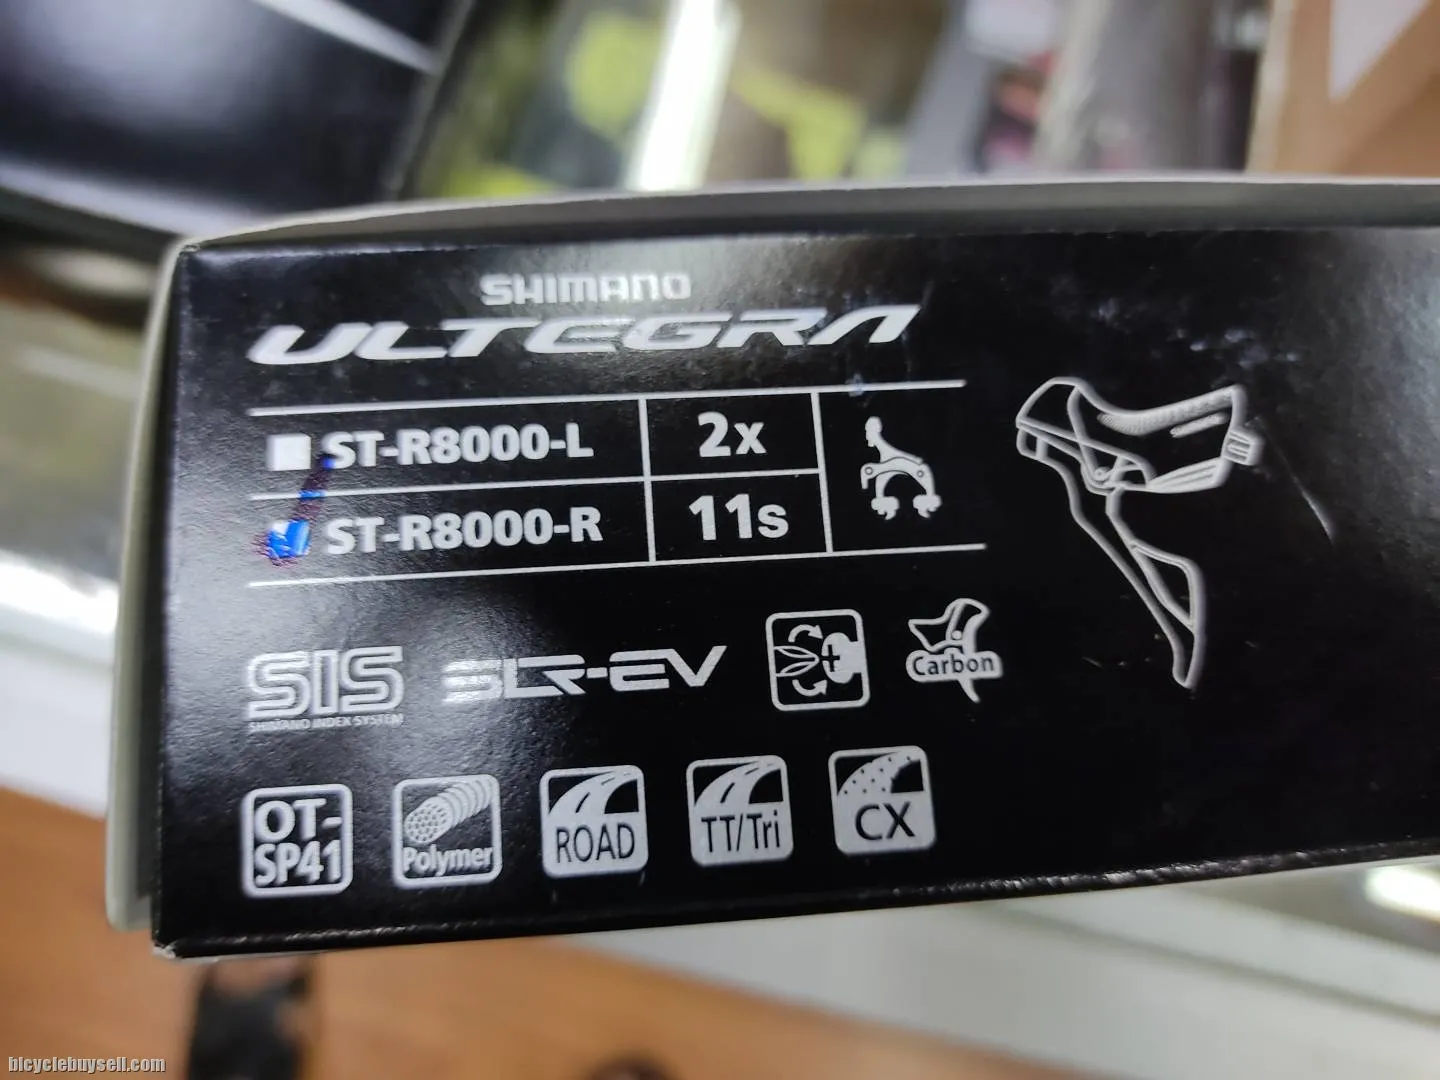 SHIMANO
ULTEGRA
ST-R8000-L 2x
ST-R8000-R 11s
SIS SLR-EV Carbon
SHIMANO INDEX SYSTEM
OT-SP41 Polymer ROAD TT/Tri CX
bicyclebuysell.com